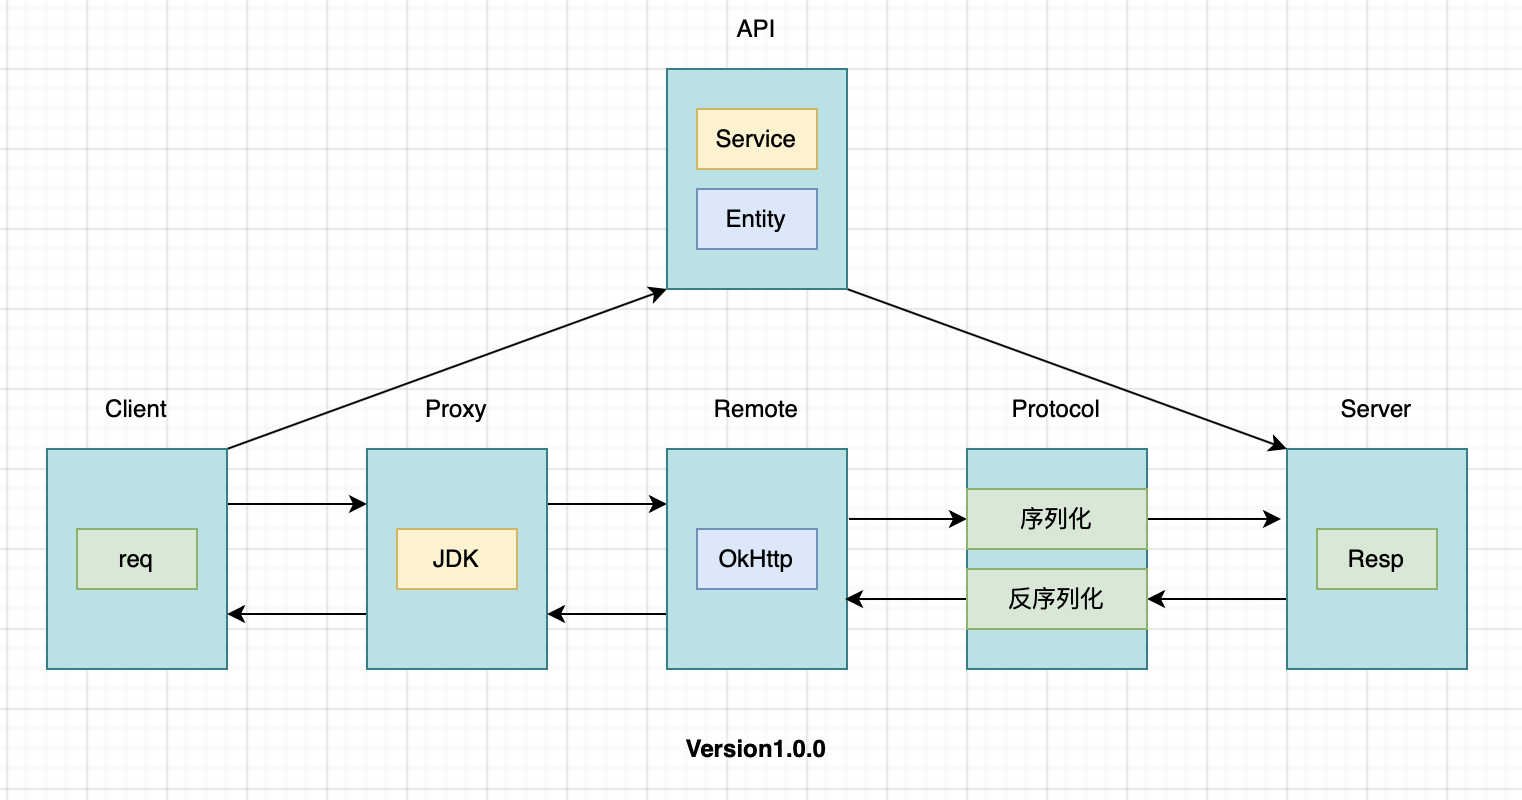 API
Service
Entity
Client
Proxy
Remote
Protocol
Server
req
JDK
OkHttp
序列化
反序列化
Resp
Version1.0.0